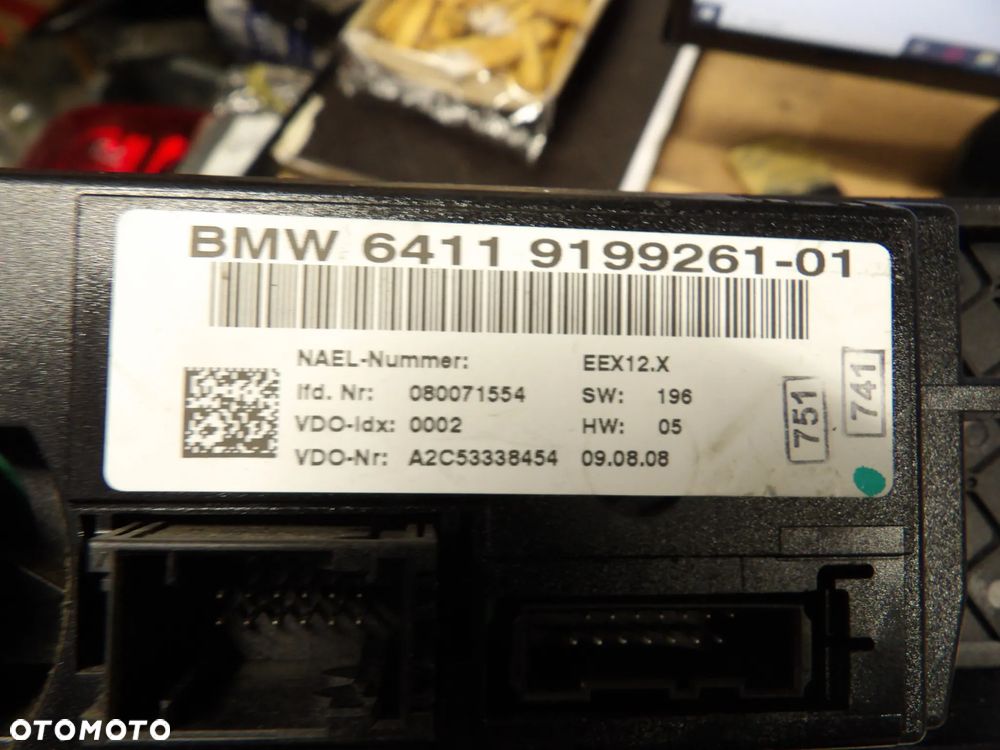 BMW 6411 9199261-01
NAEL-Nummer: EEX12.X
lfd. Nr: 080071554 SW: 196
VDO-Idx: 0002 HW: 05
VDO-Nr: A2C53338454 09.08.08
751
741
OTOMOTO